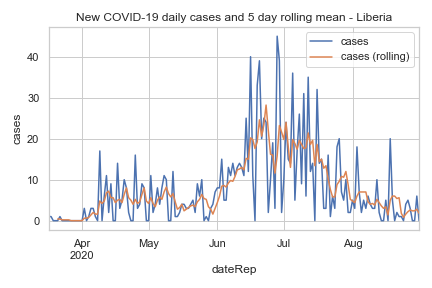 New COVID-19 daily cases and 5 day rolling mean - Liberia
cases
cases (rolling)
cases
40
30
20
10
0
Apr
2020
May
Jun
Jul
Aug
dateRep